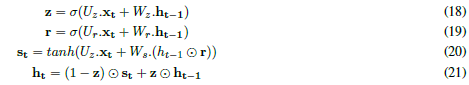 z = σ(U_z.x_t + W_z.h_{t−1}) (18)
r = σ(U_r.x_t + W_r.h_{t−1}) (19)
s_t = tanh(U_z.x_t + W_s.(h_{t−1} ⊙ r)) (20)
h_t = (1 − z) ⊙ s_t + z ⊙ h_{t−1} (21)